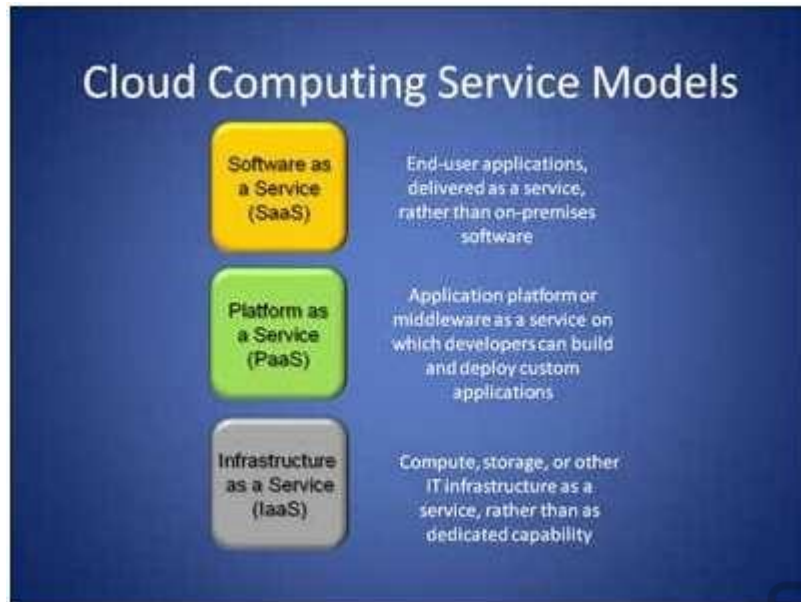 Cloud Computing Service Models
Software as
a Service
(SaaS)
End-user applications,
delivered as a service,
rather than on-premises
software
Platform as
a Service
(PaaS)
Application platform or
middleware as a service on
which developers can build
and deploy custom
applications
Infrastructure
as a Service
(IaaS)
Compute, storage, or other
IT infrastructure as a
service, rather than as
dedicated capability